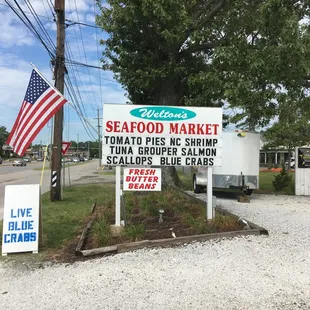 Welton's
SEAFOOD MARKET
TOMATO PIES NC SHRIMP
TUNA GROUPER SALMON
SCALLOPS BLUE CRABS
FRESH
BUTTER
BEANS
LIVE
BLUE
CRABS